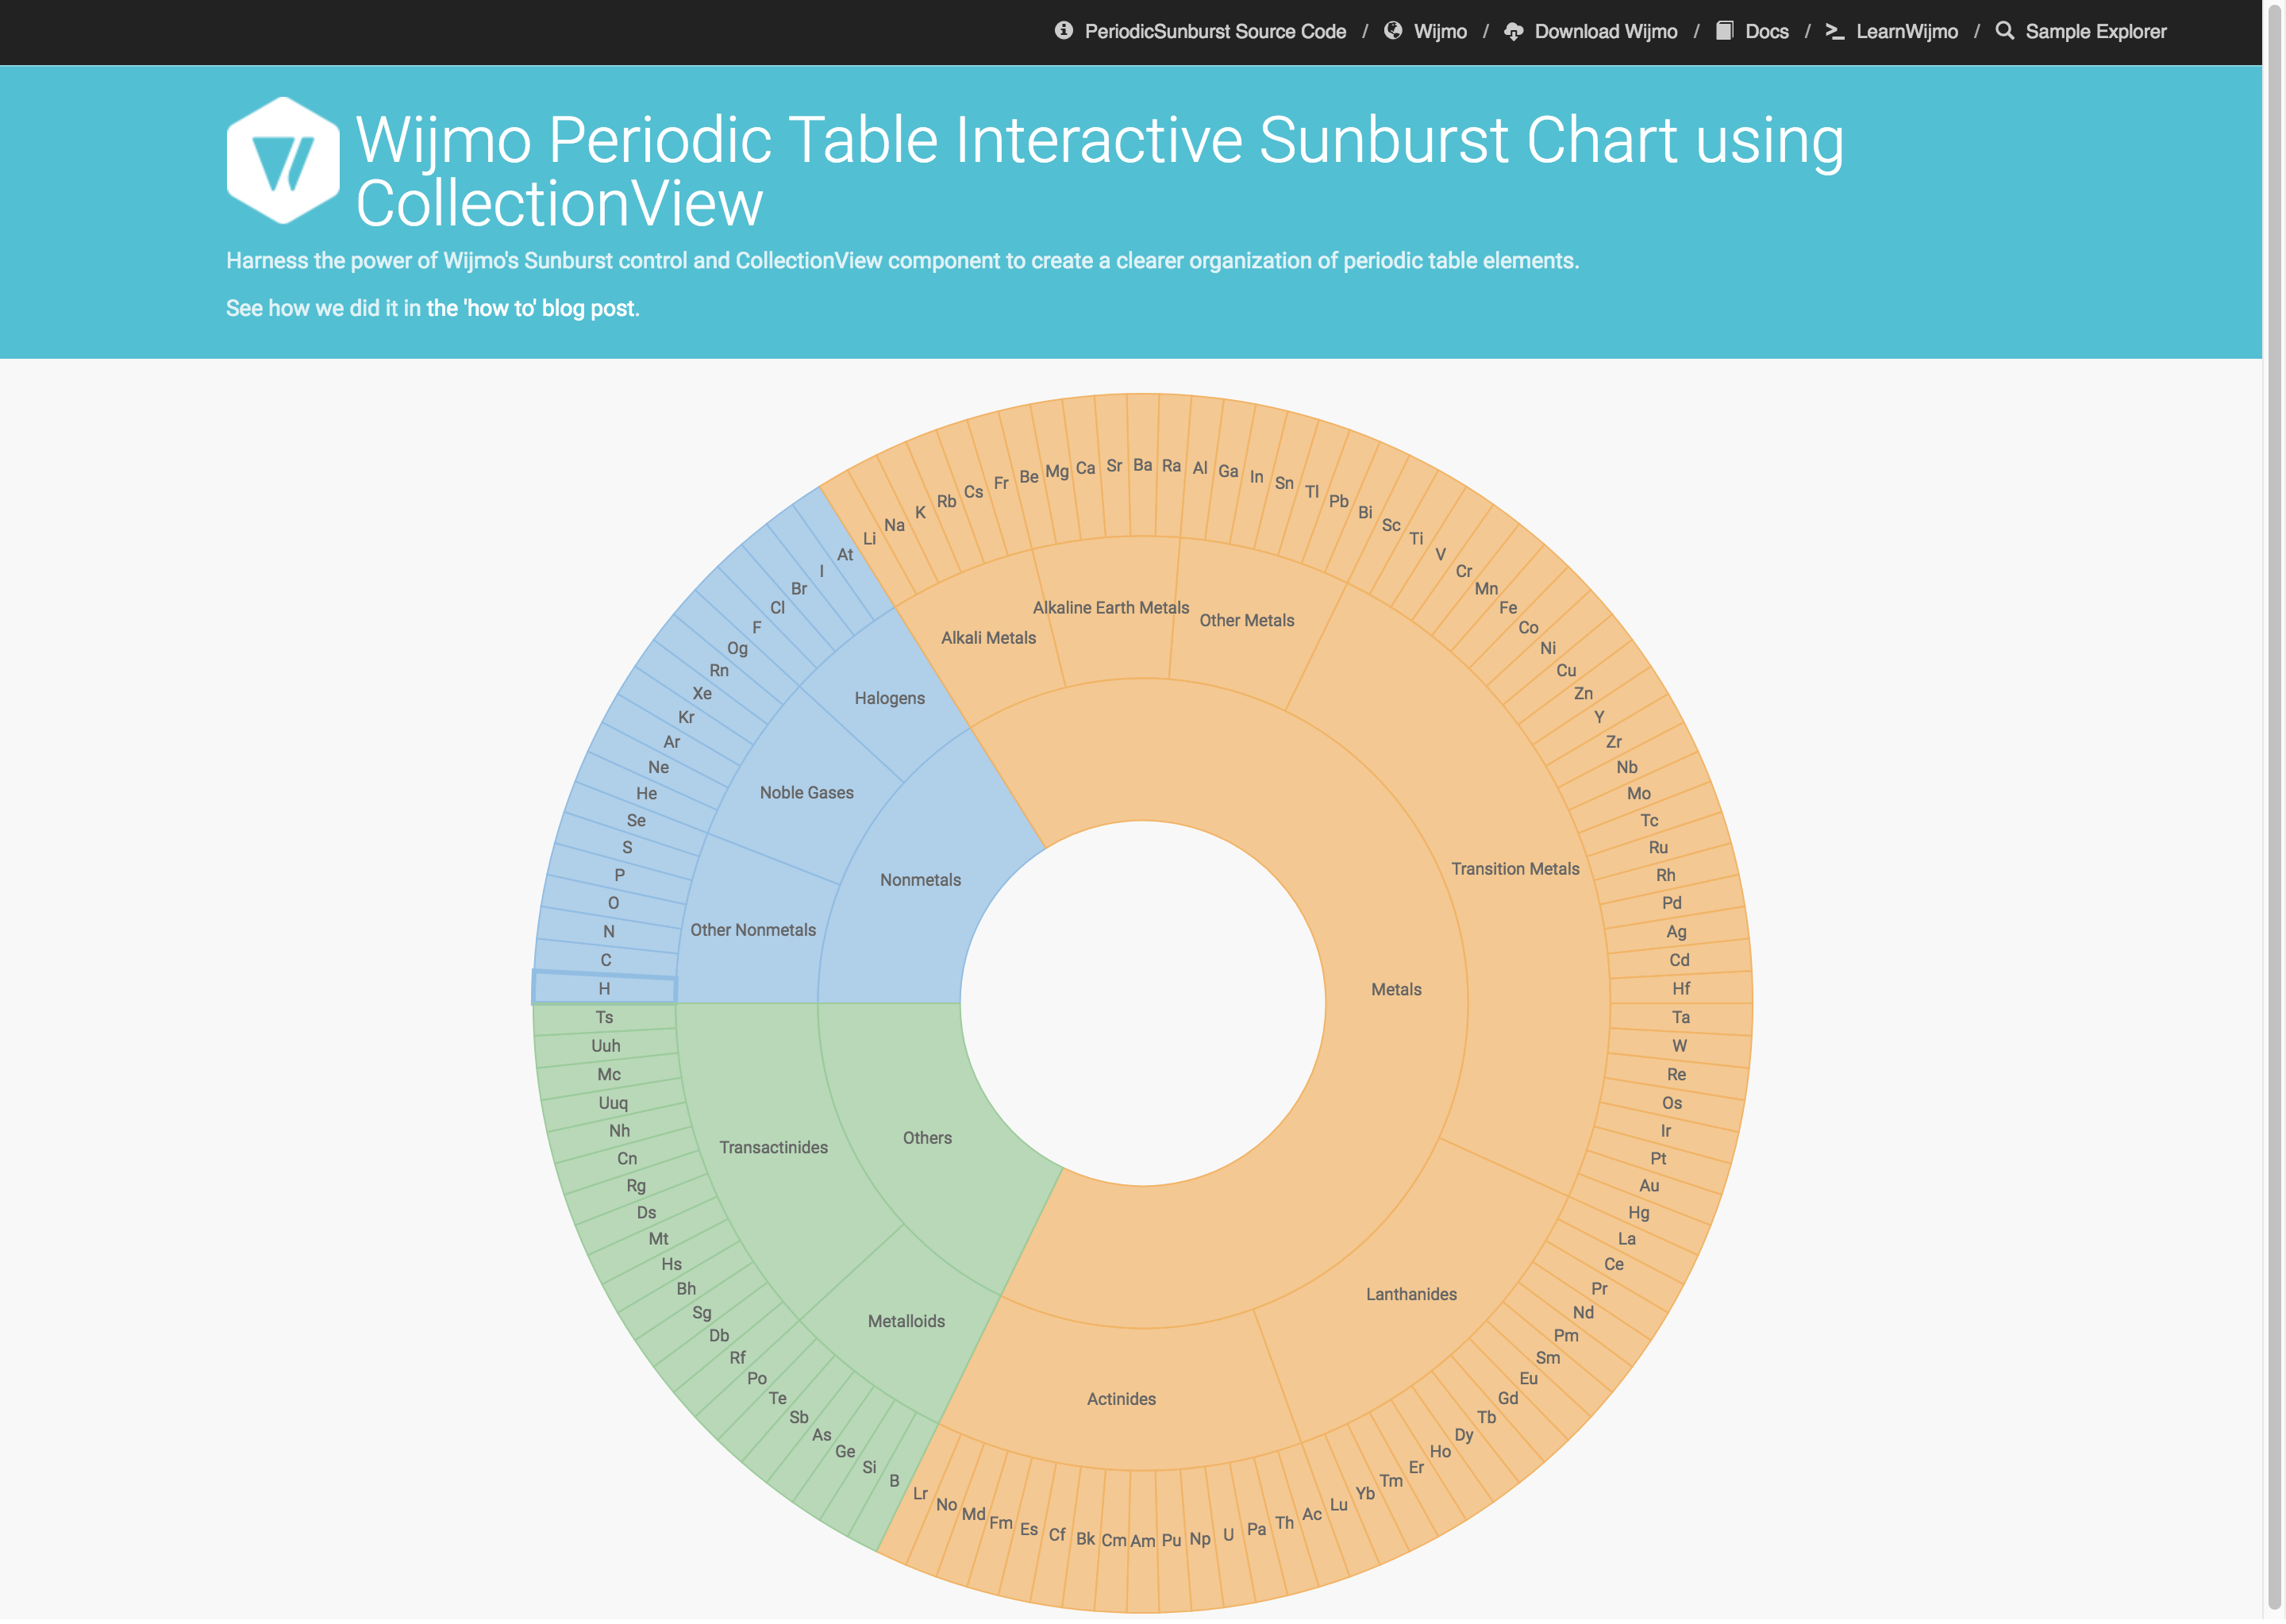 PeriodicSunburst Source Code / Wijmo / Download Wijmo / Docs / LearnWijmo / Sample Explorer
Wijmo Periodic Table Interactive Sunburst Chart using
CollectionView
Harness the power of Wijmo's Sunburst control and CollectionView component to create a clearer organization of periodic table elements.
See how we did it in the 'how to' blog post.
Nonmetals
Other Nonmetals
H
C
N
O
P
S
Se
Noble Gases
He
Ne
Ar
Kr
Xe
Rn
Og
Halogens
F
Cl
Br
I
At
Metals
Alkali Metals
Li
Na
K
Rb
Cs
Fr
Alkaline Earth Metals
Be
Mg
Ca
Sr
Ba
Ra
Other Metals
Al
Ga
In
Sn
Tl
Pb
Bi
Transition Metals
Sc
Ti
V
Cr
Mn
Fe
Co
Ni
Cu
Zn
Y
Zr
Nb
Mo
Tc
Ru
Rh
Pd
Ag
Cd
Hf
Ta
W
Re
Os
Ir
Pt
Au
Hg
Lanthanides
La
Ce
Pr
Nd
Pm
Sm
Eu
Gd
Tb
Dy
Ho
Er
Tm
Yb
Lu
Actinides
Ac
Th
Pa
U
Np
Pu
Am
Cm
Bk
Cf
Es
Fm
Md
No
Lr
Others
Metalloids
B
Si
Ge
As
Sb
Te
Po
Transactinides
Rf
Db
Sg
Bh
Hs
Mt
Ds
Rg
Cn
Nh
Uuq
Mc
Uuh
Ts